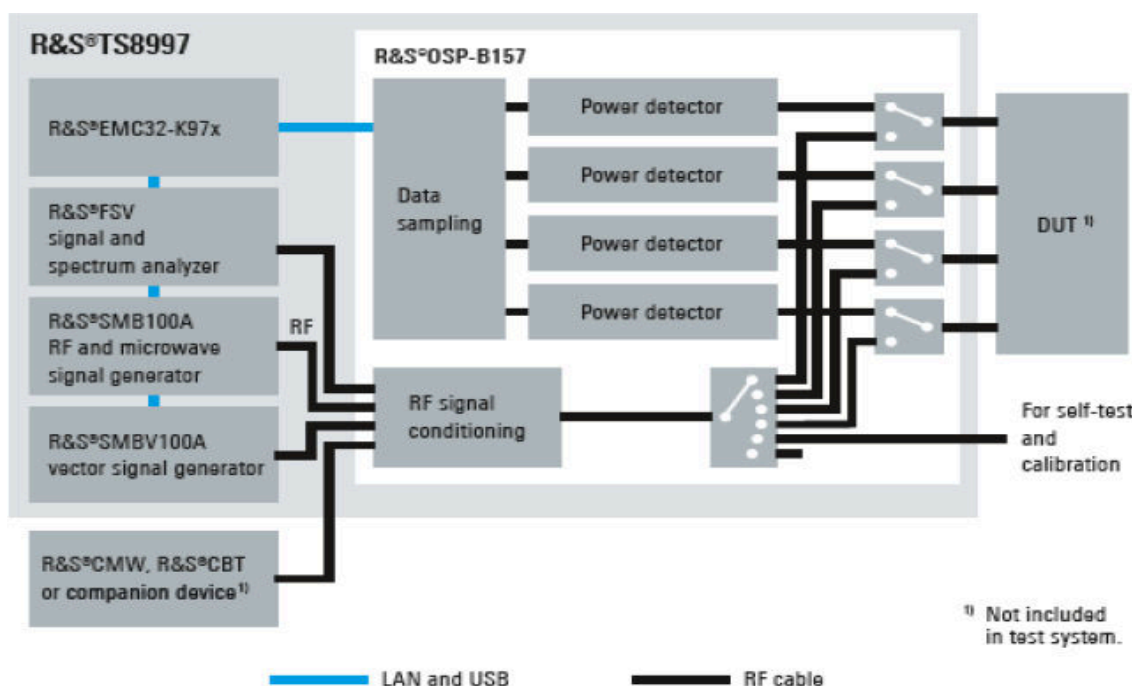 R&S®TS8997
R&S®OSP-B157
R&S®EMC32-K97x
R&S®FSV
signal and
spectrum analyzer
R&S®SMB100A
RF and microwave
signal generator
R&S®SMBV100A
vector signal generator
R&S®CMW, R&S®CBT
or companion device¹⁾
RF
Data
sampling
Power detector
Power detector
Power detector
Power detector
RF signal
conditioning
DUT ¹⁾
For self-test
and
calibration
¹⁾ Not included
in test system.
LAN and USB
RF cable